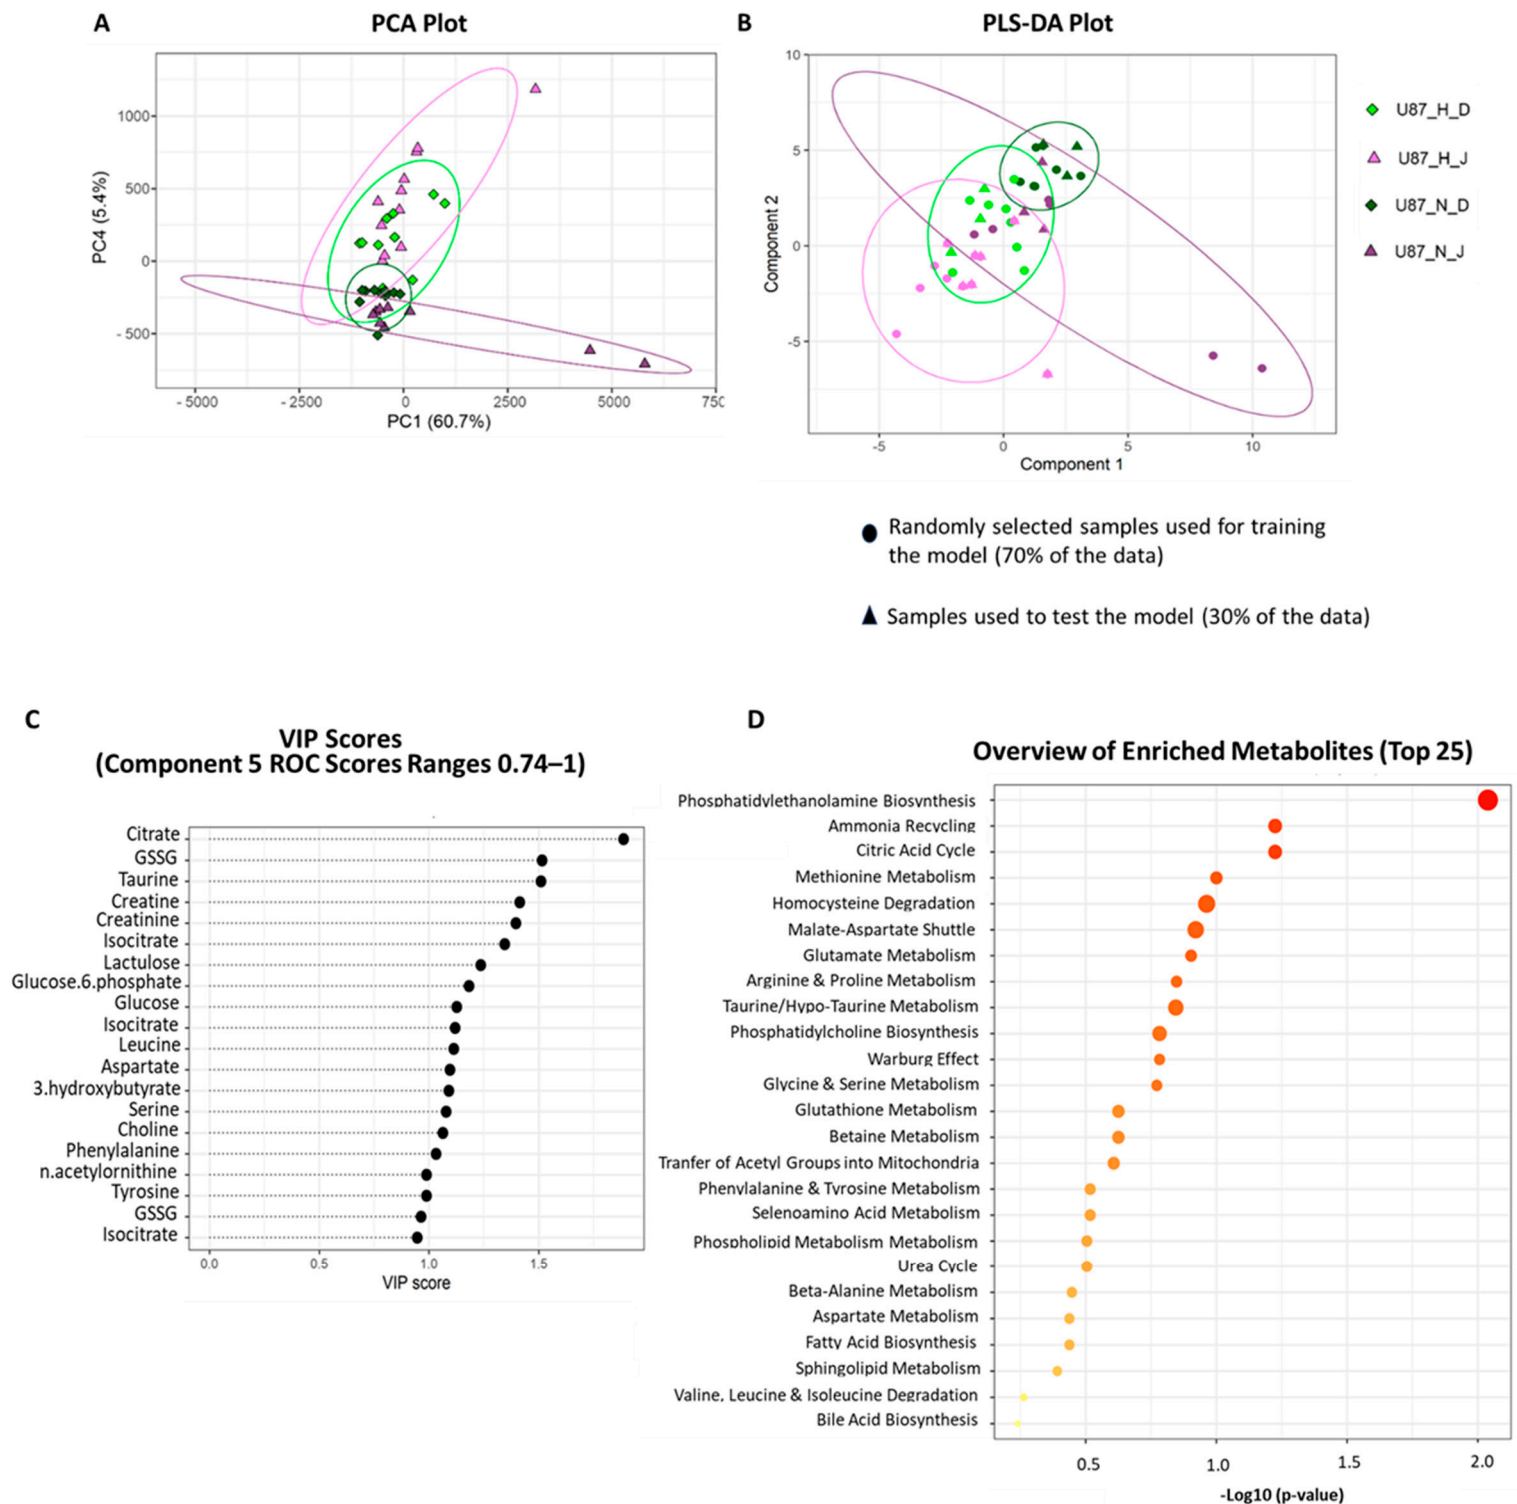 A
PCA Plot
1000
500
0
- 500
PC4 (5.4%)
- 5000
- 2500
0
2500
5000
750
PC1 (60.7%)
B
PLS-DA Plot
10
5
0
-5
Component 2
-5
0
5
10
Component 1
U87_H_D
U87_H_J
U87_N_D
U87_N_J
Randomly selected samples used for training
the model (70% of the data)
Samples used to test the model (30% of the data)
C
VIP Scores
(Component 5 ROC Scores Ranges 0.74–1)
Citrate
GSSG
Taurine
Creatine
Creatinine
Isocitrate
Lactulose
Glucose.6.phosphate
Glucose
Isocitrate
Leucine
Aspartate
3.hydroxybutyrate
Serine
Choline
Phenylalanine
n.acetylornithine
Tyrosine
GSSG
Isocitrate
0.0
0.5
1.0
1.5
VIP score
D
Overview of Enriched Metabolites (Top 25)
Phosphatidylethanolamine Biosynthesis
Ammonia Recycling
Citric Acid Cycle
Methionine Metabolism
Homocysteine Degradation
Malate-Aspartate Shuttle
Glutamate Metabolism
Arginine & Proline Metabolism
Taurine/Hypo-Taurine Metabolism
Phosphatidylcholine Biosynthesis
Warburg Effect
Glycine & Serine Metabolism
Glutathione Metabolism
Betaine Metabolism
Tranfer of Acetyl Groups into Mitochondria
Phenylalanine & Tyrosine Metabolism
Selenoamino Acid Metabolism
Phospholipid Metabolism Metabolism
Urea Cycle
Beta-Alanine Metabolism
Aspartate Metabolism
Fatty Acid Biosynthesis
Sphingolipid Metabolism
Valine, Leucine & Isoleucine Degradation
Bile Acid Biosynthesis
0.5
1.0
1.5
2.0
-Log10 (p-value)